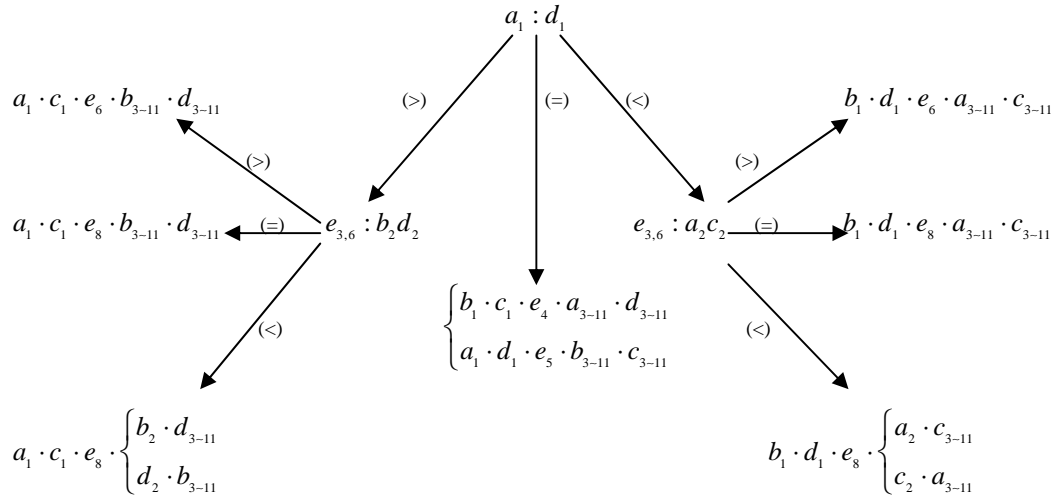 a₁ : d₁
(>) (=) (<)
a₁ · c₁ · e₆ · b₃~₁₁ · d₃~₁₁
b₁ · d₁ · e₆ · a₃~₁₁ · c₃~₁₁
(>) (>)
a₁ · c₁ · e₈ · b₃~₁₁ · d₃~₁₁ (=) e₃,₆ : b₂d₂
e₃,₆ : a₂c₂ (=) b₁ · d₁ · e₈ · a₃~₁₁ · c₃~₁₁
b₁ · c₁ · e₄ · a₃~₁₁ · d₃~₁₁
a₁ · d₁ · e₅ · b₃~₁₁ · c₃~₁₁
(<) (<)
a₁ · c₁ · e₈ · { b₂ · d₃~₁₁
d₂ · b₃~₁₁
b₁ · d₁ · e₈ · { a₂ · c₃~₁₁
c₂ · a₃~₁₁